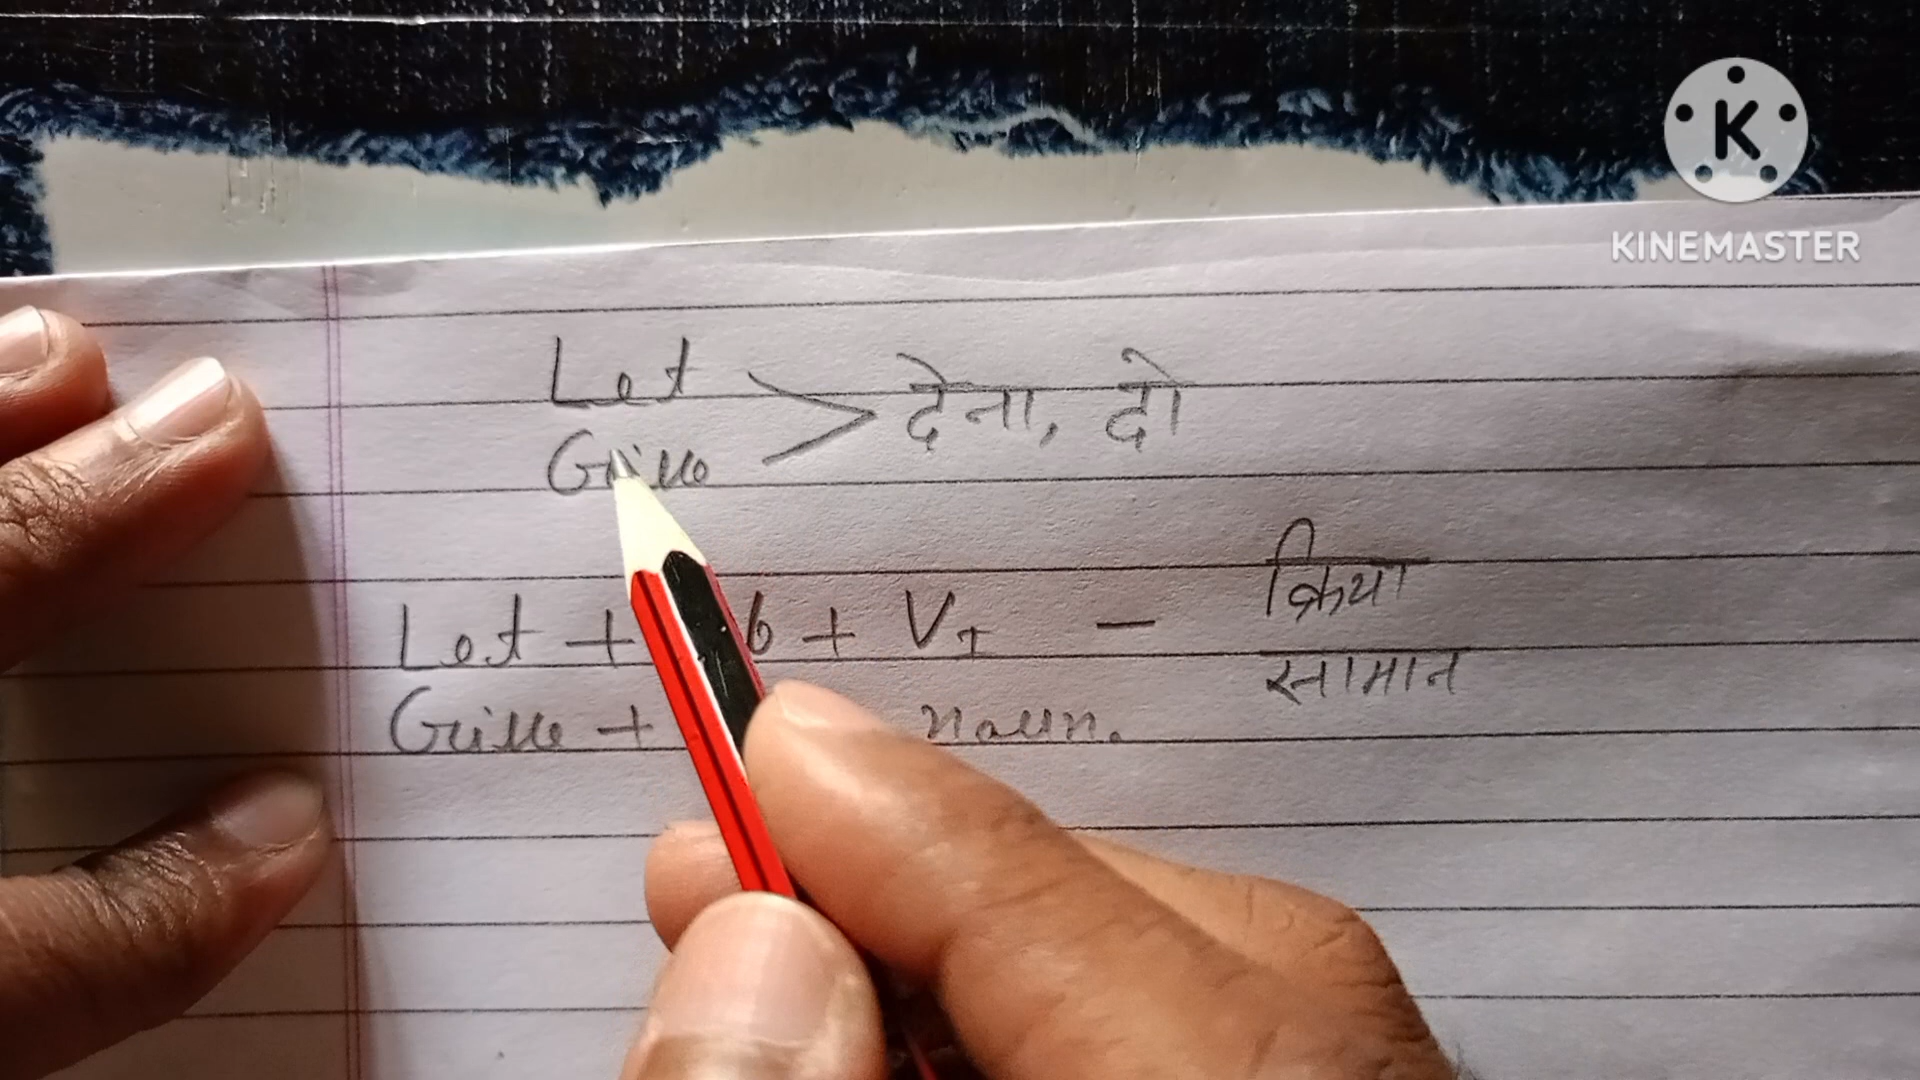 KINEMASTER
Let
Give > देना, दो
Let + b + V1 - क्रिया
सामान
Give + noun.